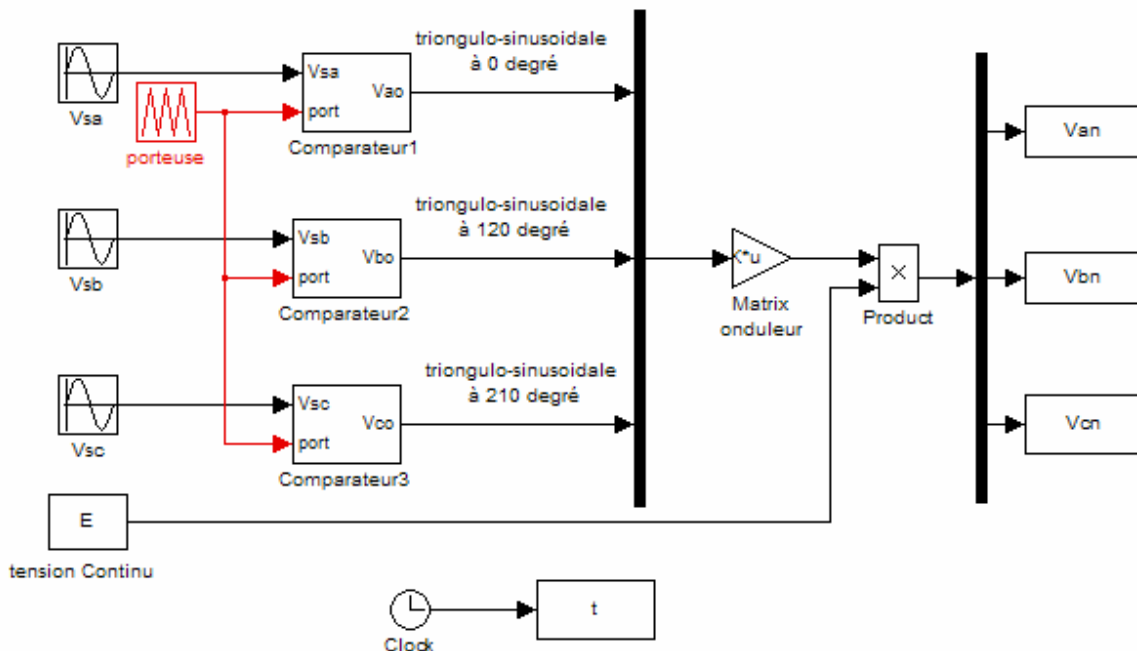 triongulo-sinusoidale
à 0 degré
Vsa
Vsa
port
Vao
Comparateur1
porteuse
triongulo-sinusoidale
à 120 degré
Vsb
Vsb
port
Vbo
Comparateur2
triongulo-sinusoidale
à 210 degré
Vsc
Vsc
port
Vco
Comparateur3
K*u
Matrix
onduleur
×
Product
Van
Vbn
Vcn
E
tension Continu
Clock
t